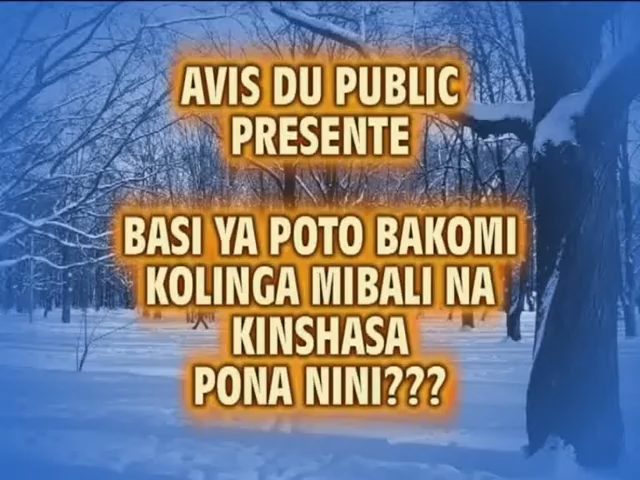 AVIS DU PUBLIC
PRESENTE
BASI YA POTO BAKOMI
KOLINGA MIBALI NA
KINSHASA
PONA NINI???